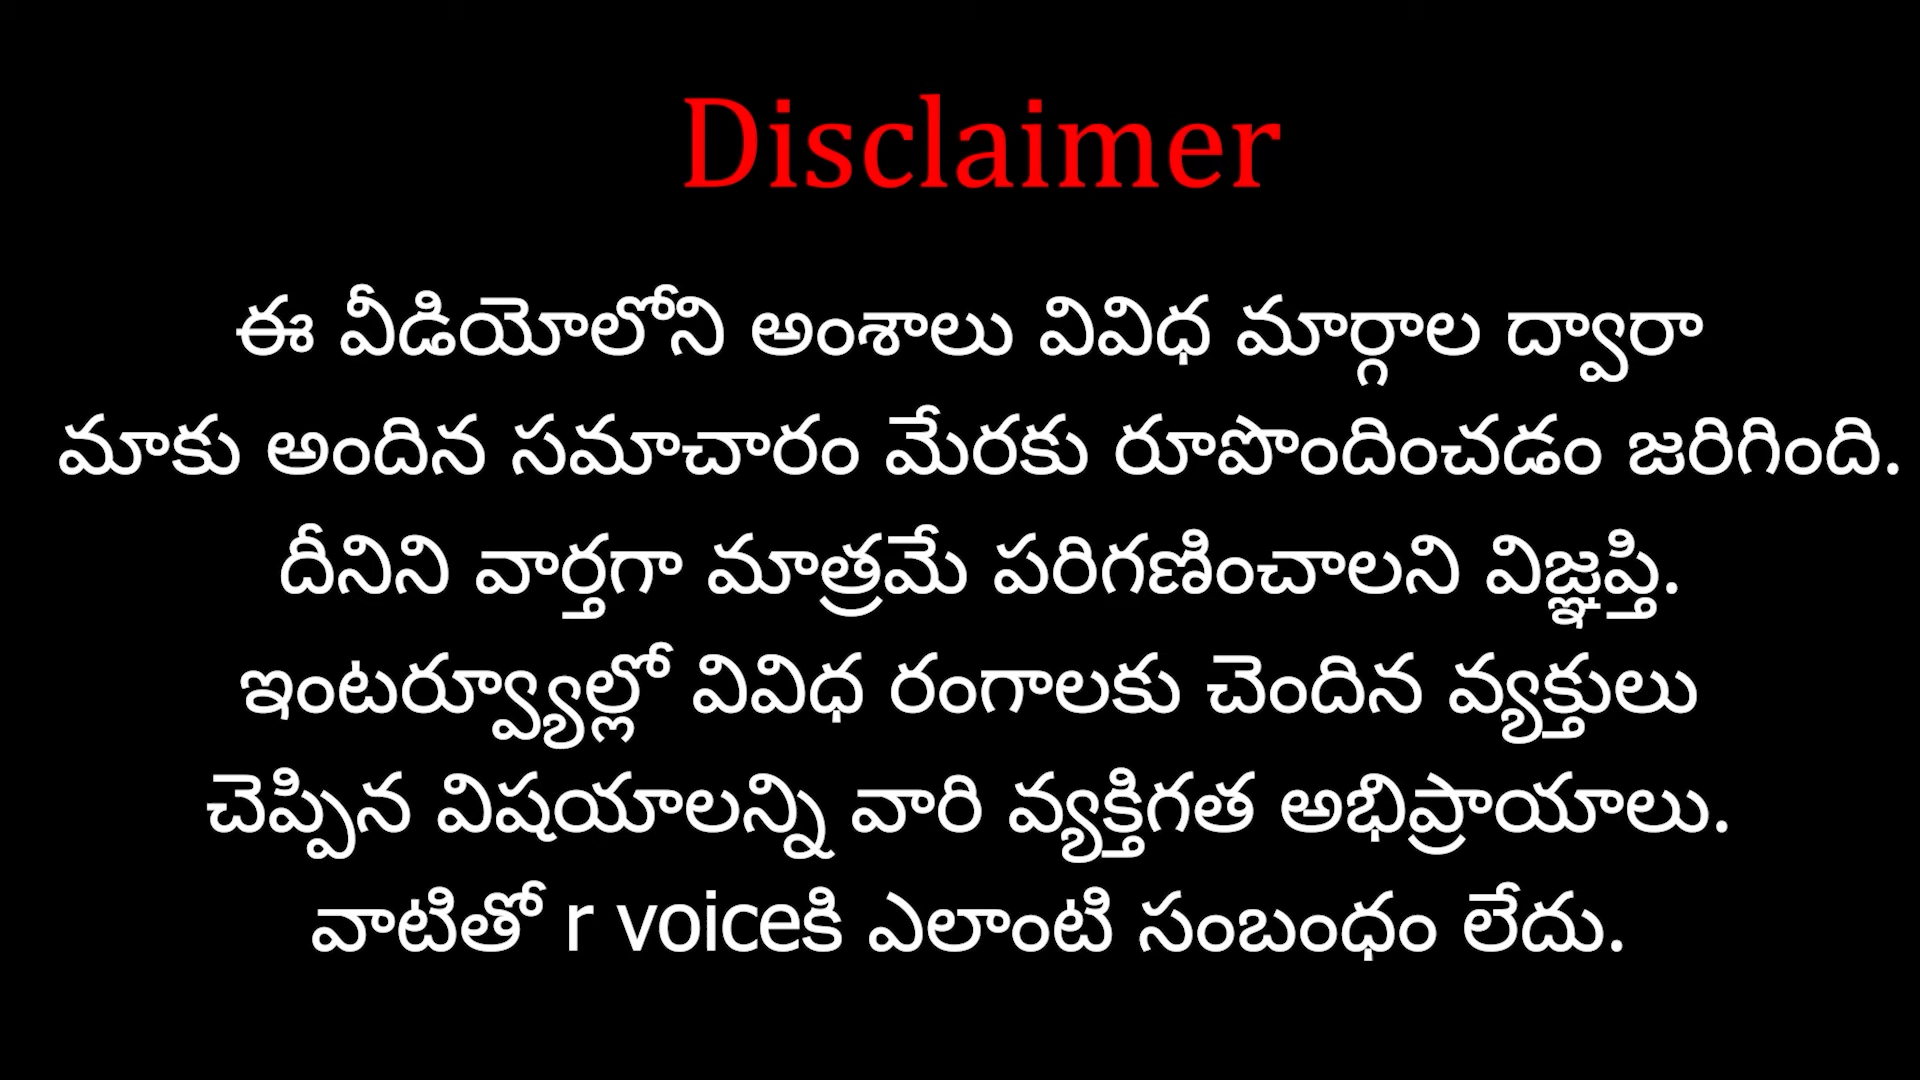 Disclaimer
ఈ వీడియోలోని అంశాలు వివిధ మార్గాల ద్వారా
మాకు అందిన సమాచారం మేరకు రూపొందించడం జరిగింది.
దీనిని వార్తగా మాత్రమే పరిగణించాలని విజ్ఞప్తి.
ఇంటర్వ్యూల్లో వివిధ రంగాలకు చెందిన వ్యక్తులు
చెప్పిన విషయాలన్ని వారి వ్యక్తిగత అభిప్రాయాలు.
వాటితో r voiceకి ఎలాంటి సంబంధం లేదు.